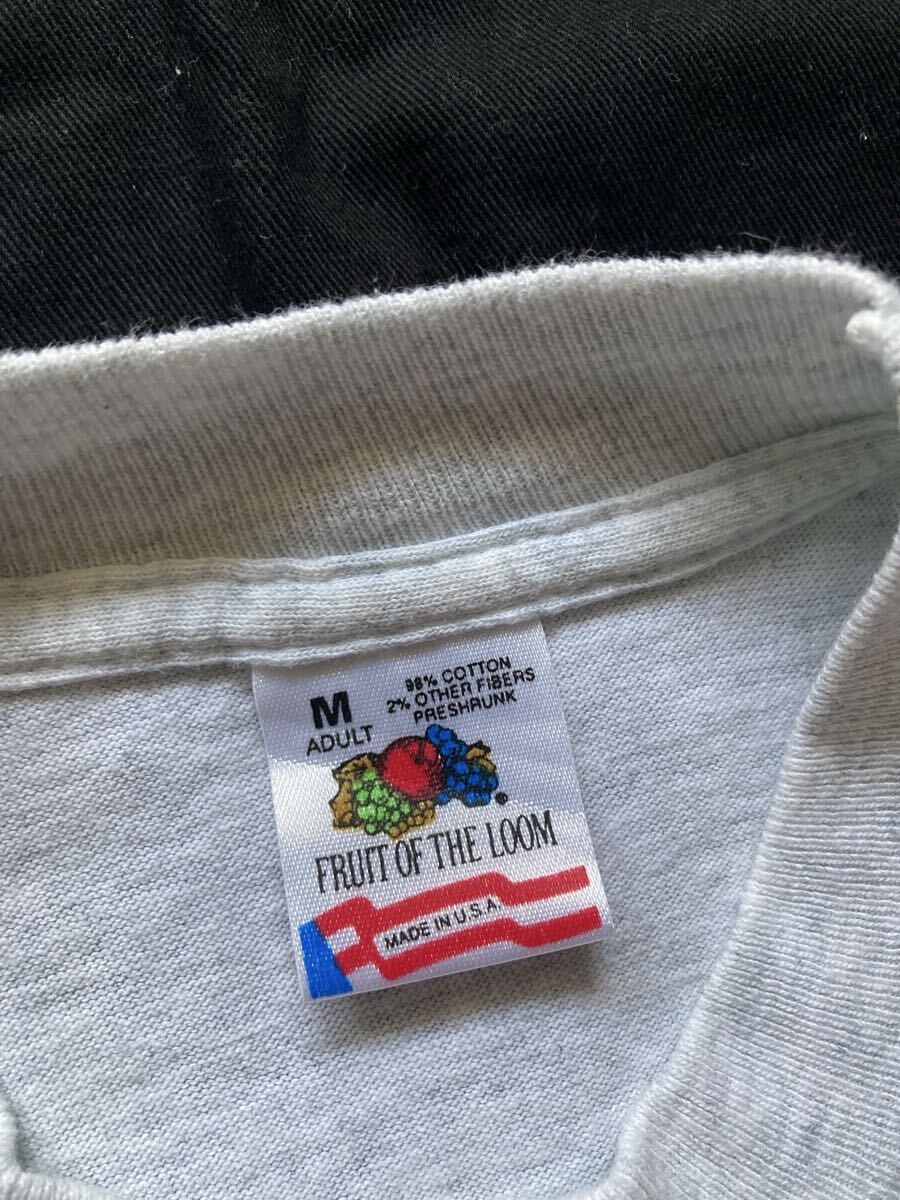 M
ADULT
98% COTTON
2% OTHER FIBERS
PRESHRUNK
FRUIT OF THE LOOM
MADE IN U.S.A.